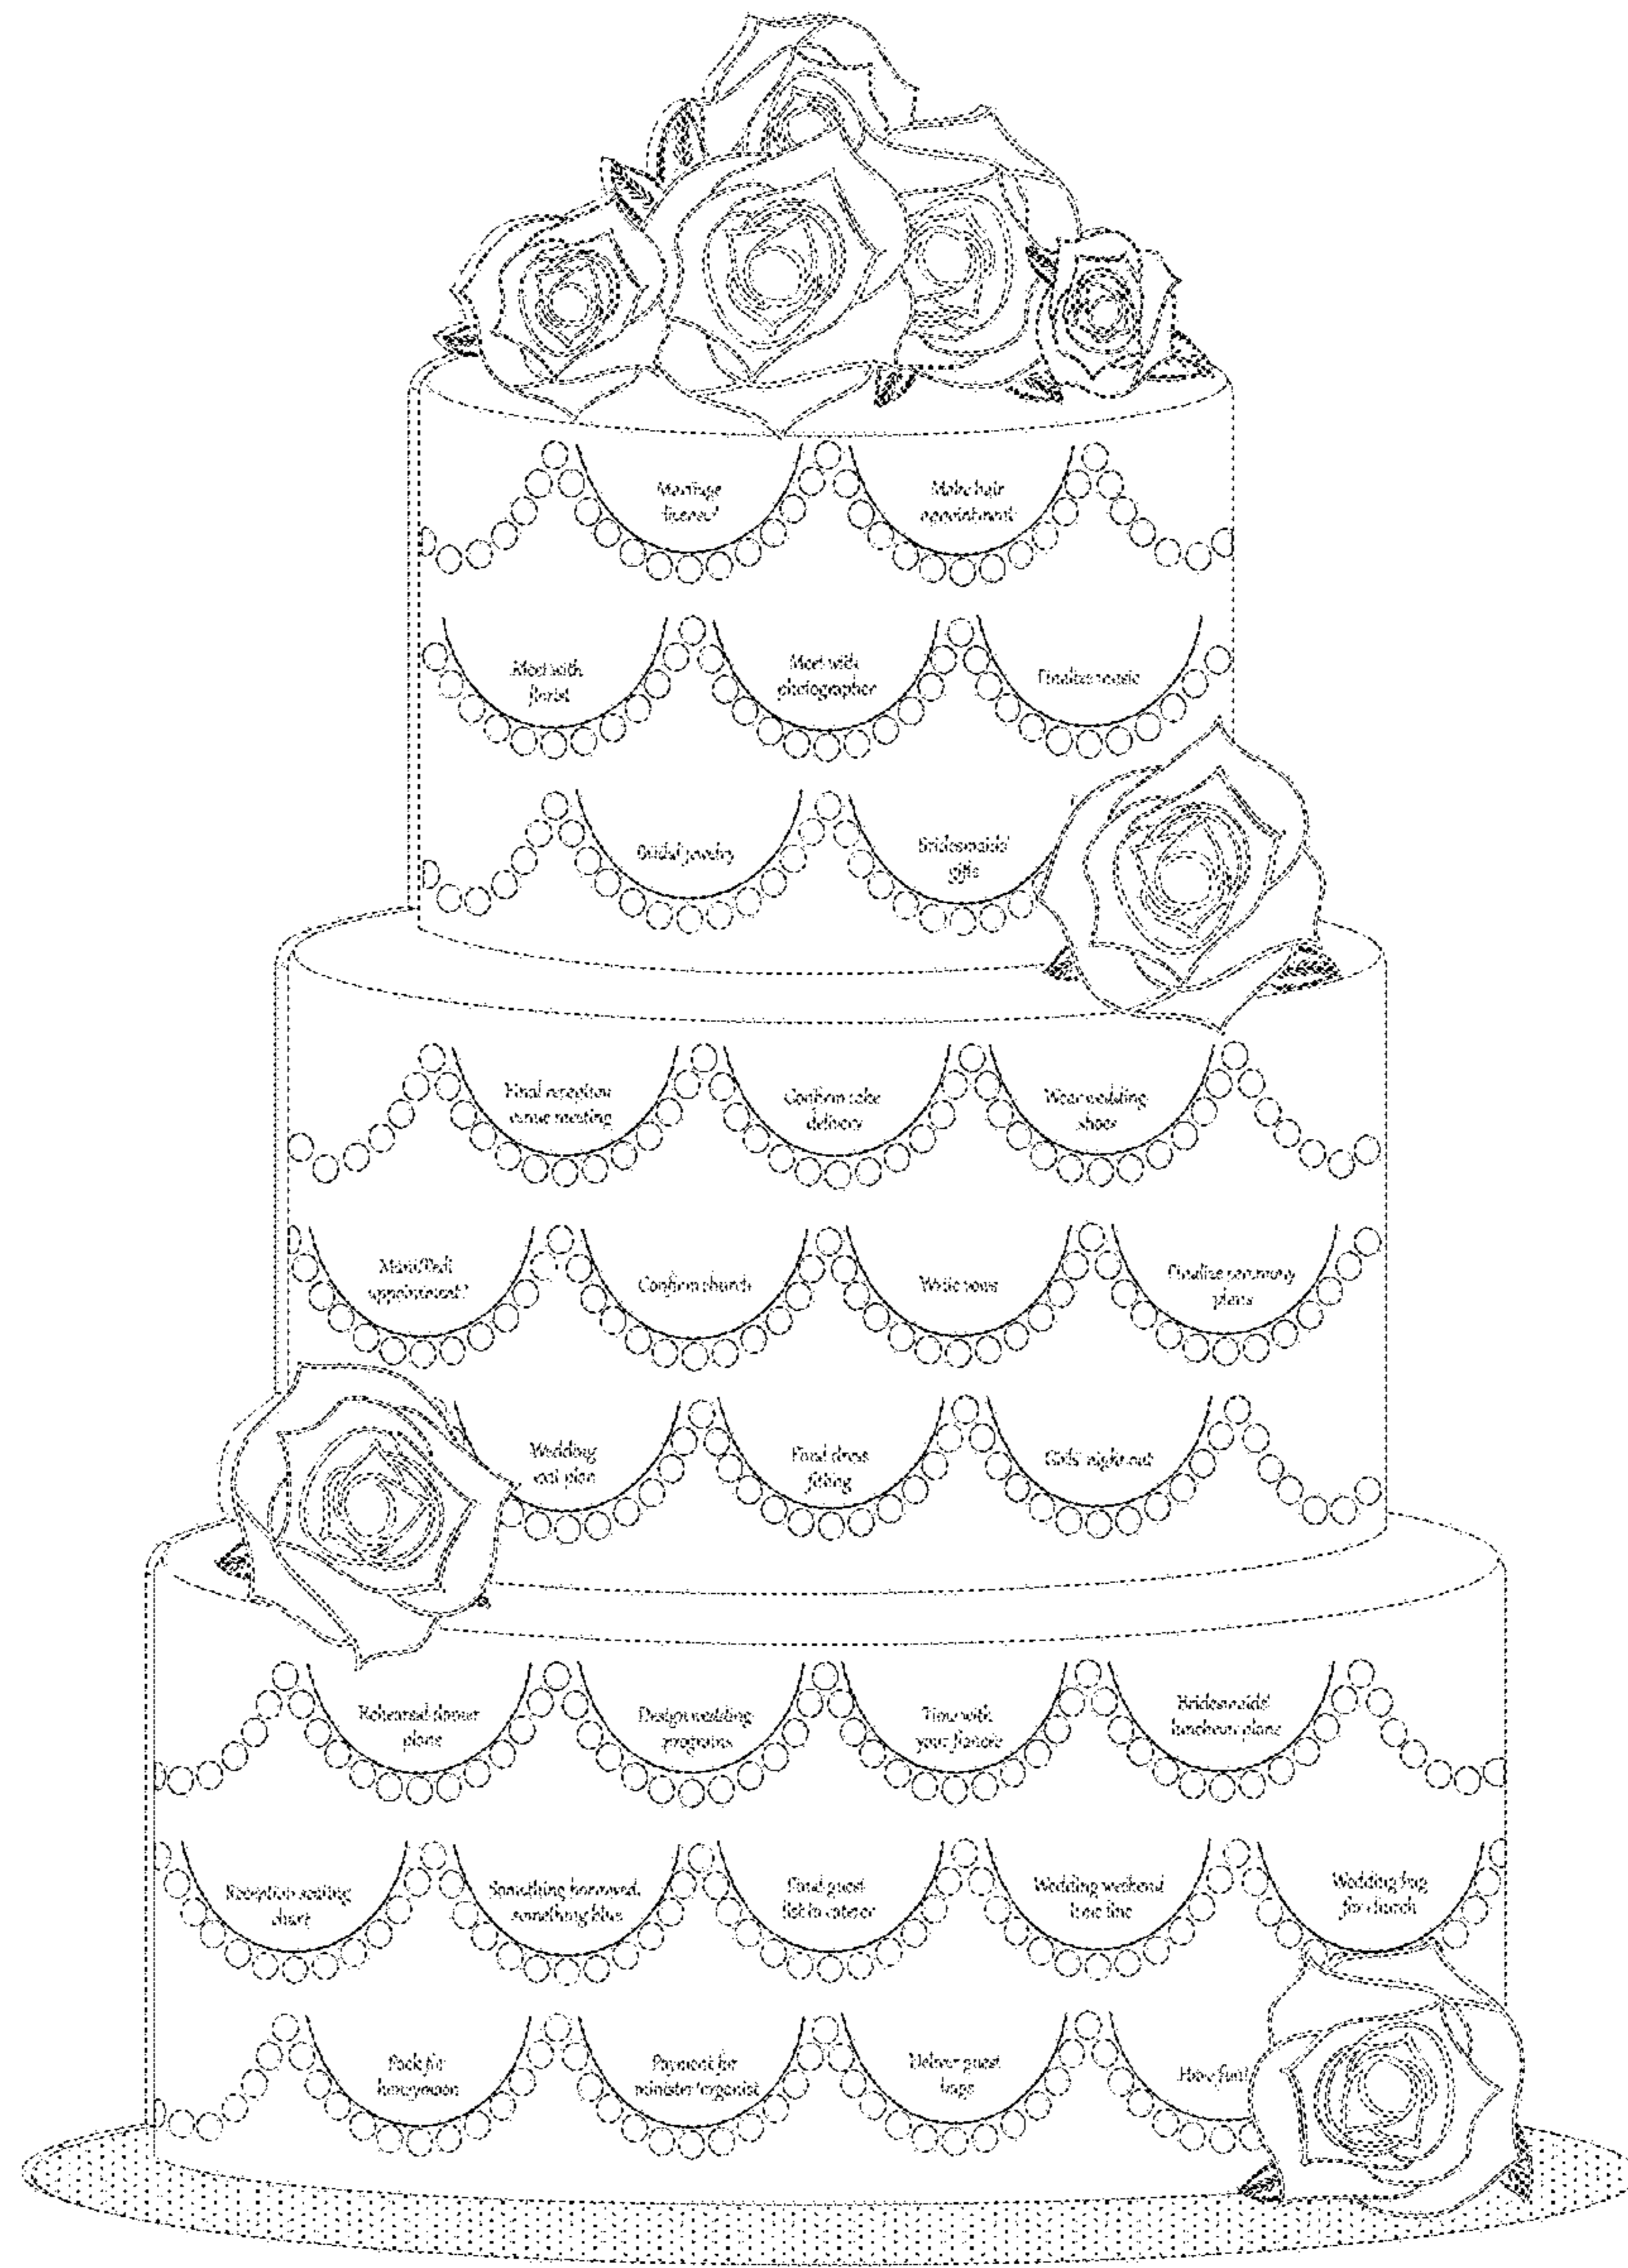 Marriage
license?
Make hair
appointment
Meet with
florist
Meet with
photographer
Finalize music
Bridal jewelry
Bridesmaids'
gifts
Final reception
venue meeting
Confirm cake
delivery
Wear wedding
shoes
Mani/Pedi
appointment?
Confirm church
Write vows
Finalize ceremony
plans
Wedding
seat plan
Final dress
fitting
Girls' night out
Rehearsal dinner
plans
Design wedding
programs
Time with
your fiancée
Bridesmaids'
luncheon plans
Reception seating
chart
Something borrowed,
something blue
Final guest
list to caterer
Wedding weekend
time line
Wedding bag
for church
Pack for
honeymoon
Payment for
minister/organist
Deliver guest
bags
Have fun!